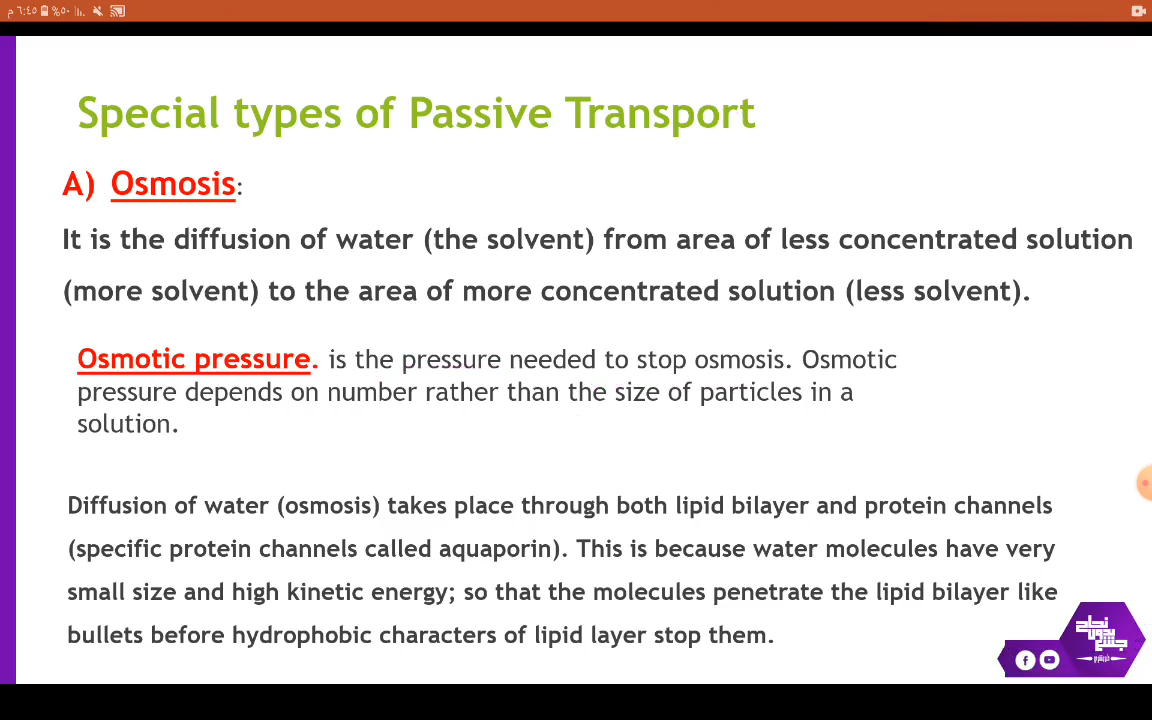 م ٦:٤٥ %٥٠
Special types of Passive Transport
A) Osmosis:
It is the diffusion of water (the solvent) from area of less concentrated solution
(more solvent) to the area of more concentrated solution (less solvent).
Osmotic pressure. is the pressure needed to stop osmosis. Osmotic
pressure depends on number rather than the size of particles in a
solution.
Diffusion of water (osmosis) takes place through both lipid bilayer and protein channels
(specific protein channels called aquaporin). This is because water molecules have very
small size and high kinetic energy; so that the molecules penetrate the lipid bilayer like
bullets before hydrophobic characters of lipid layer stop them.